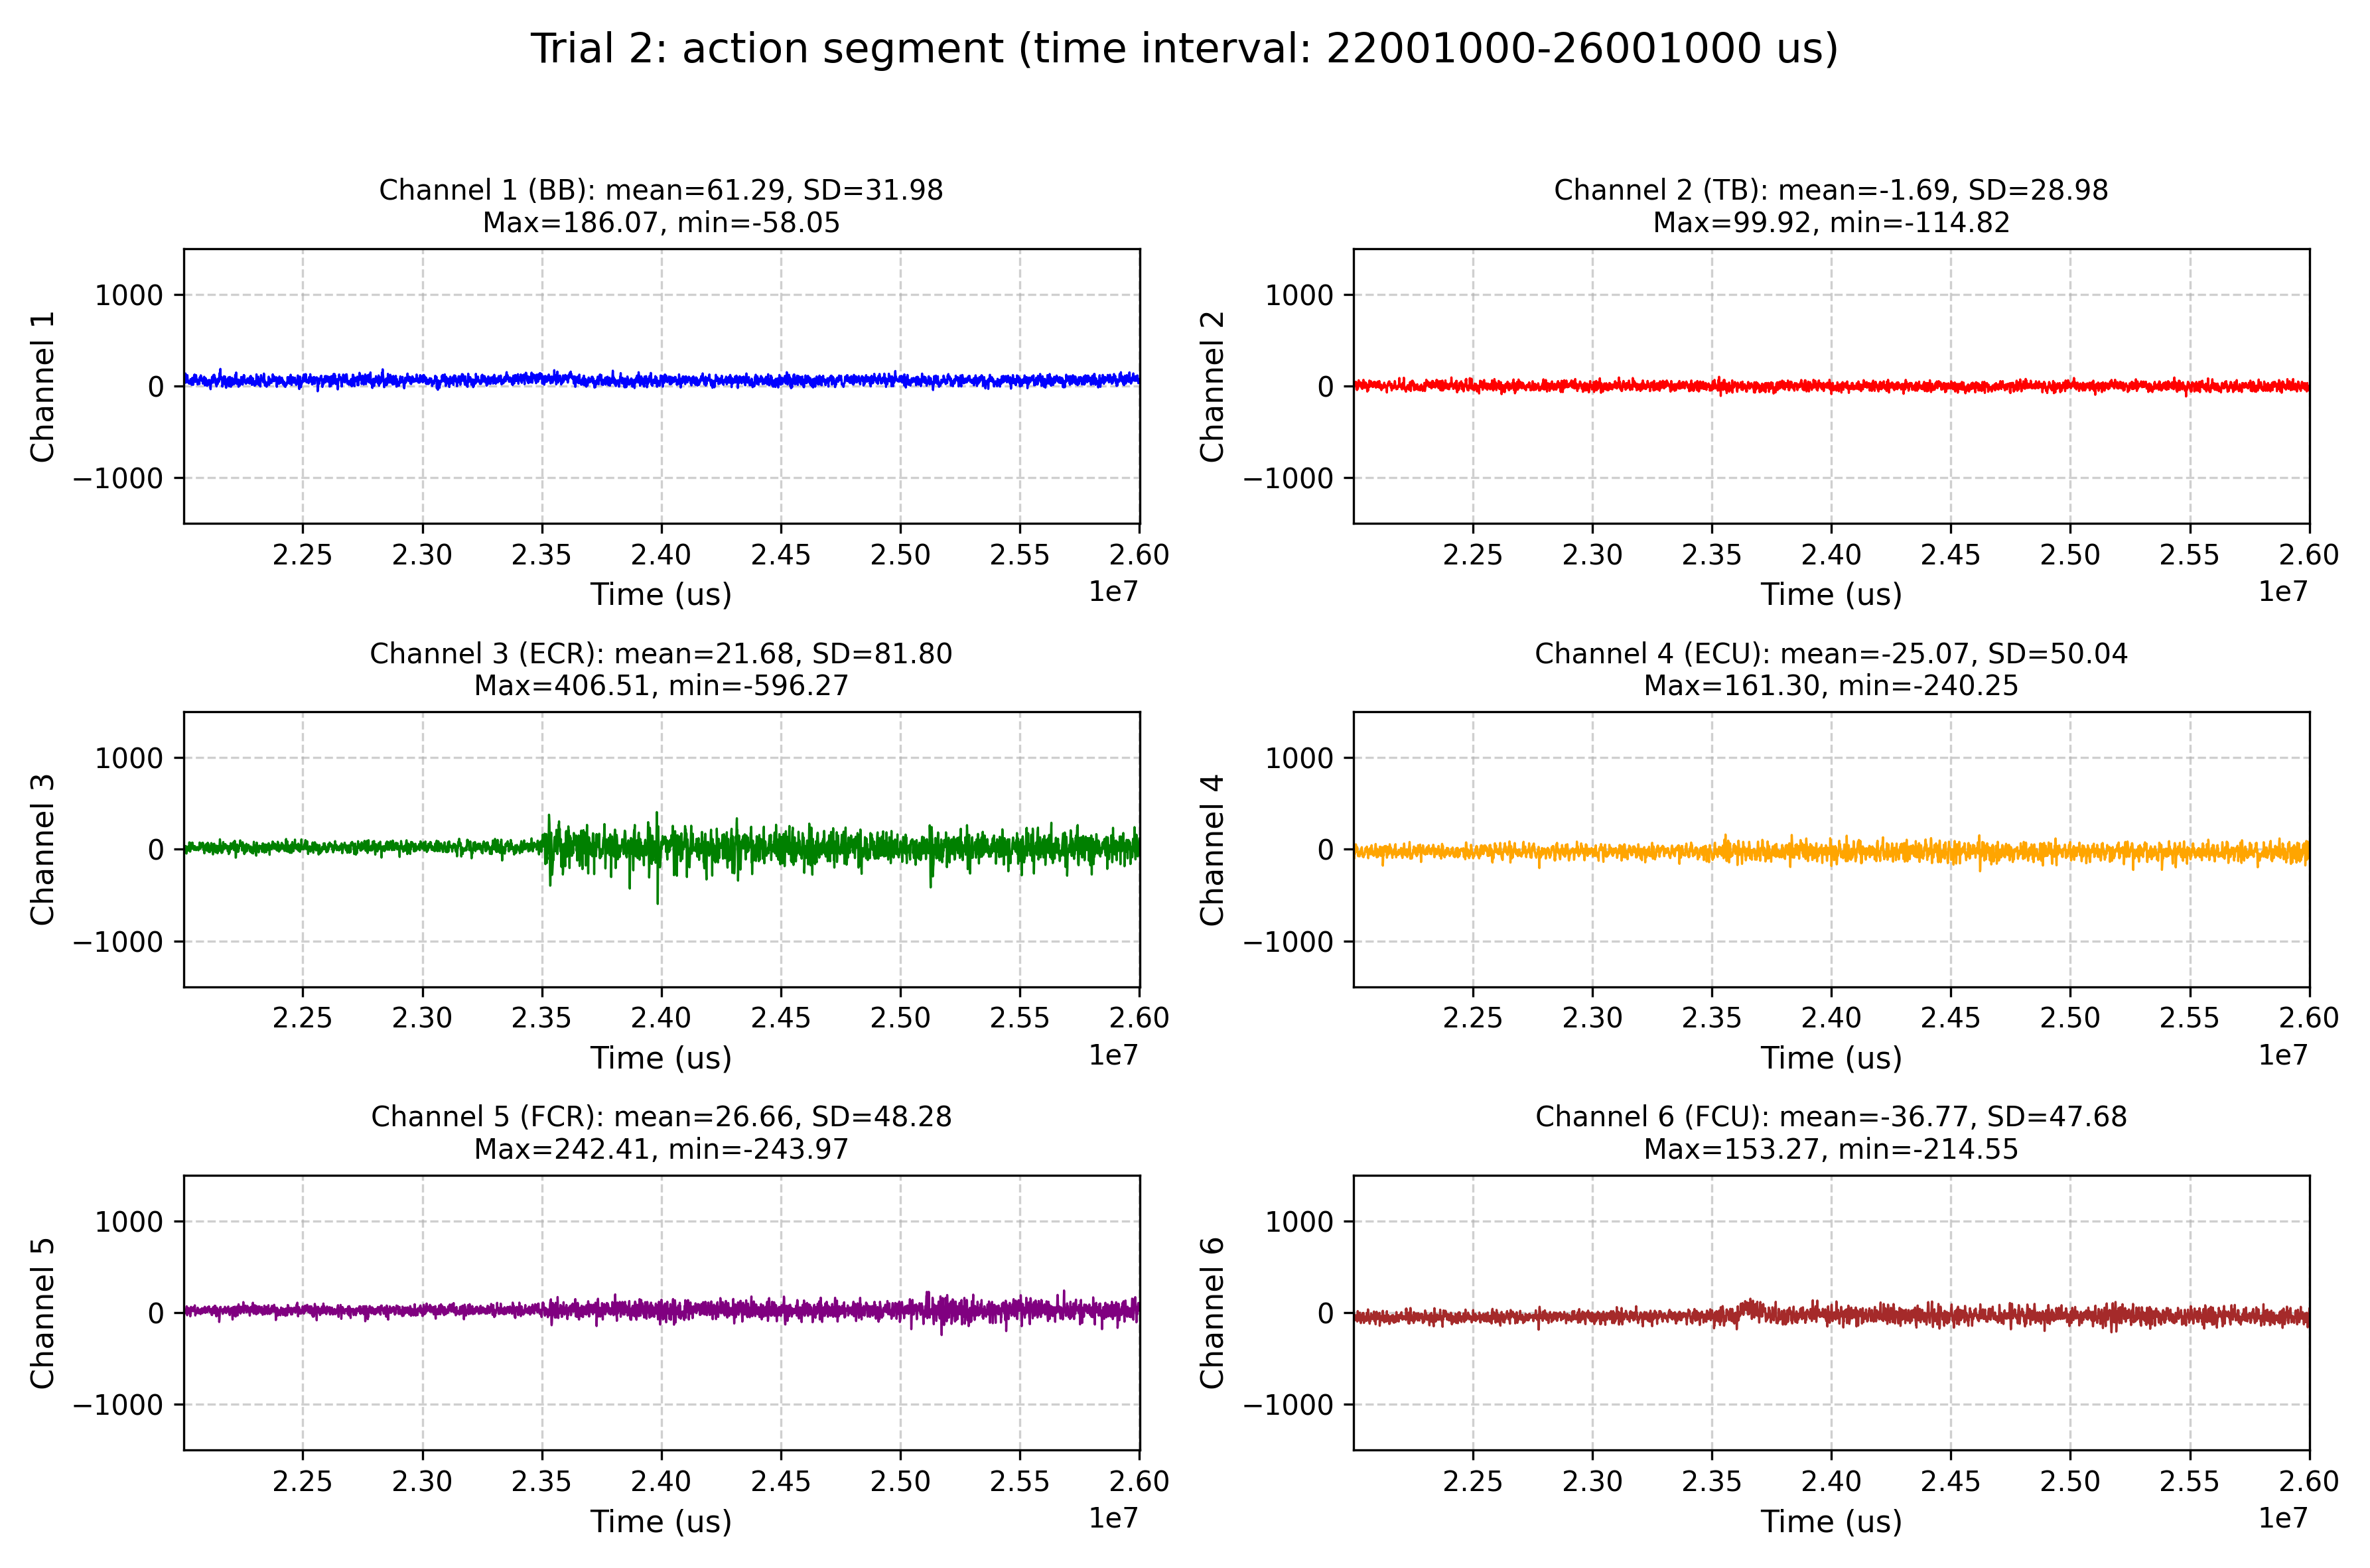 Trial 2: action segment (time interval: 22001000-26001000 us)
Channel 1 (BB): mean=61.29, SD=31.98
Max=186.07, min=-58.05
Channel 1
1000
0
−1000
2.25 2.30 2.35 2.40 2.45 2.50 2.55 2.60
Time (us)
1e7
Channel 2 (TB): mean=-1.69, SD=28.98
Max=99.92, min=-114.82
Channel 2
1000
0
−1000
2.25 2.30 2.35 2.40 2.45 2.50 2.55 2.60
Time (us)
1e7
Channel 3 (ECR): mean=21.68, SD=81.80
Max=406.51, min=-596.27
Channel 3
1000
0
−1000
2.25 2.30 2.35 2.40 2.45 2.50 2.55 2.60
Time (us)
1e7
Channel 4 (ECU): mean=-25.07, SD=50.04
Max=161.30, min=-240.25
Channel 4
1000
0
−1000
2.25 2.30 2.35 2.40 2.45 2.50 2.55 2.60
Time (us)
1e7
Channel 5 (FCR): mean=26.66, SD=48.28
Max=242.41, min=-243.97
Channel 5
1000
0
−1000
2.25 2.30 2.35 2.40 2.45 2.50 2.55 2.60
Time (us)
1e7
Channel 6 (FCU): mean=-36.77, SD=47.68
Max=153.27, min=-214.55
Channel 6
1000
0
−1000
2.25 2.30 2.35 2.40 2.45 2.50 2.55 2.60
Time (us)
1e7